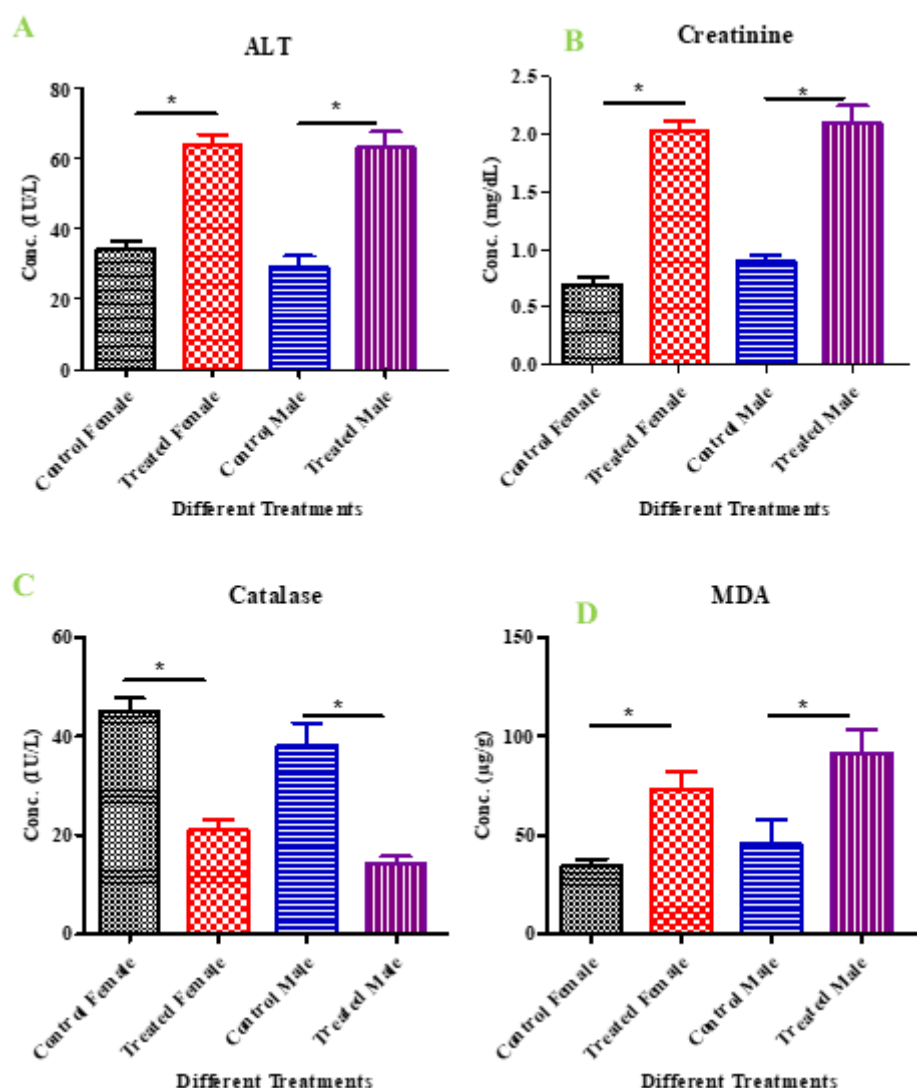 A
ALT
*
*
80
60
40
20
0
Conc. (IU/L)
Control Female
Treated Female
Control Male
Treated Male
Different Treatments
B
Creatinine
*
*
2.5
2.0
1.5
1.0
0.5
0.0
Conc. (mg/dL)
Control Female
Treated Female
Control Male
Treated Male
Different Treatments
C
Catalase
*
*
60
40
20
0
Conc. (IU/L)
Control Female
Treated Female
Control Male
Treated Male
Different Treatments
D
MDA
*
*
150
100
50
0
Conc. (µg/g)
Control Female
Treated Female
Control Male
Treated Male
Different Treatments